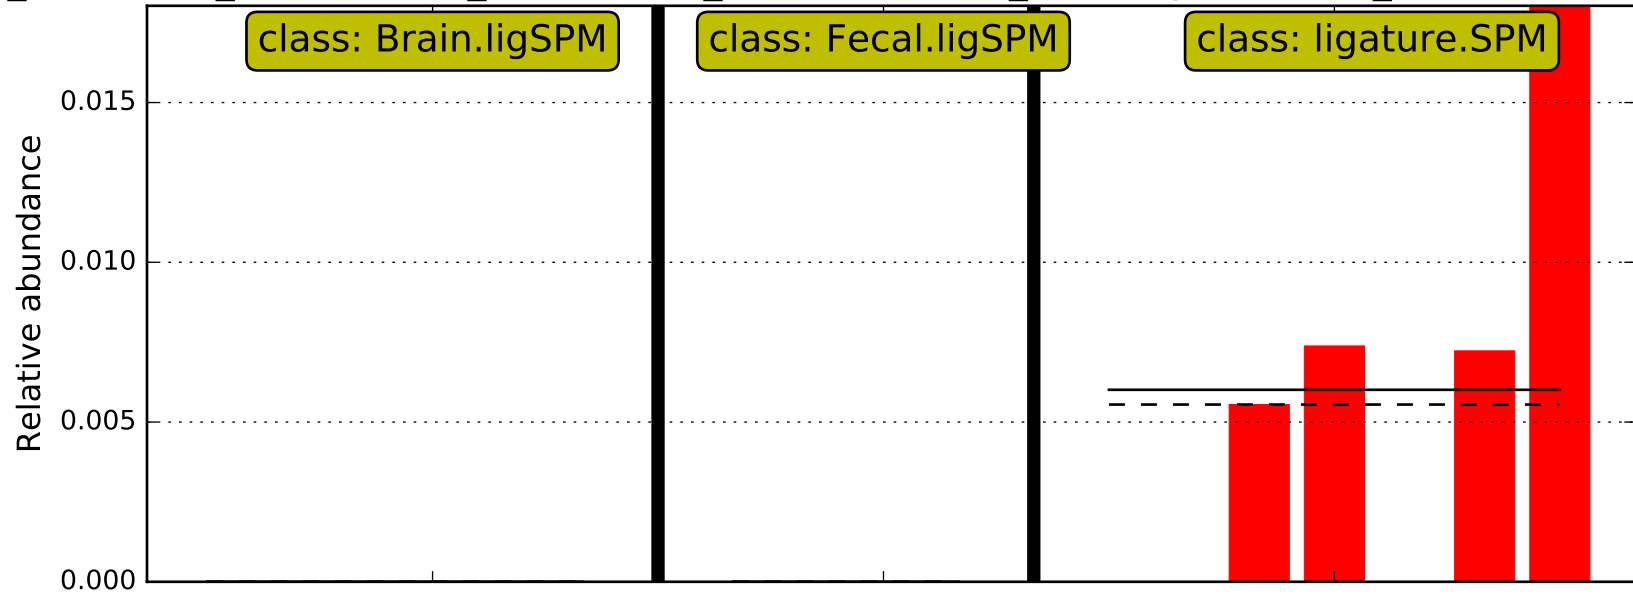 class: Brain.ligSPM
class: Fecal.ligSPM
class: ligature.SPM
0.015
0.010
0.005
0.000
Relative abundance